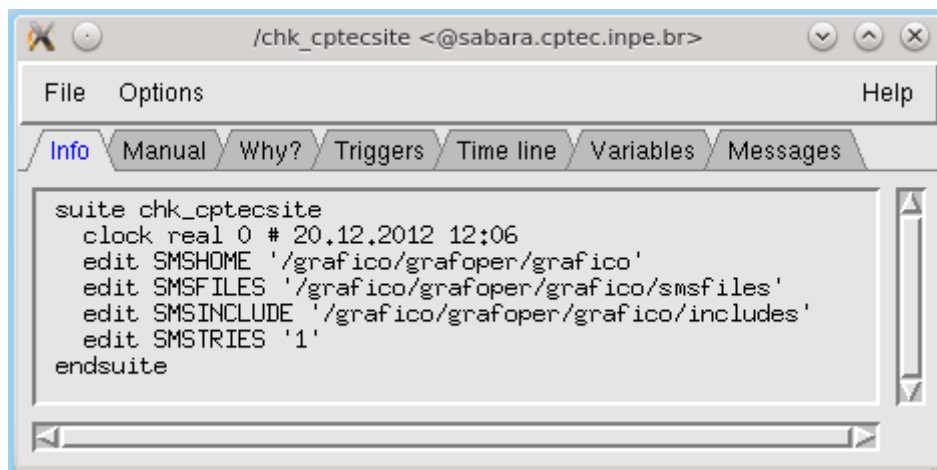 /chk_cptecsite <@sabara.cptec.inpe.br>
File Options Help
Info Manual Why? Triggers Time line Variables Messages
suite chk_cptecsite
clock real 0 # 20.12.2012 12:06
edit SMSHOME '/grafico/grafoper/grafico'
edit SMSFILES '/grafico/grafoper/grafico/smsfiles'
edit SMSINCLUDE '/grafico/grafoper/grafico/includes'
edit SMSTRIES '1'
endsuite